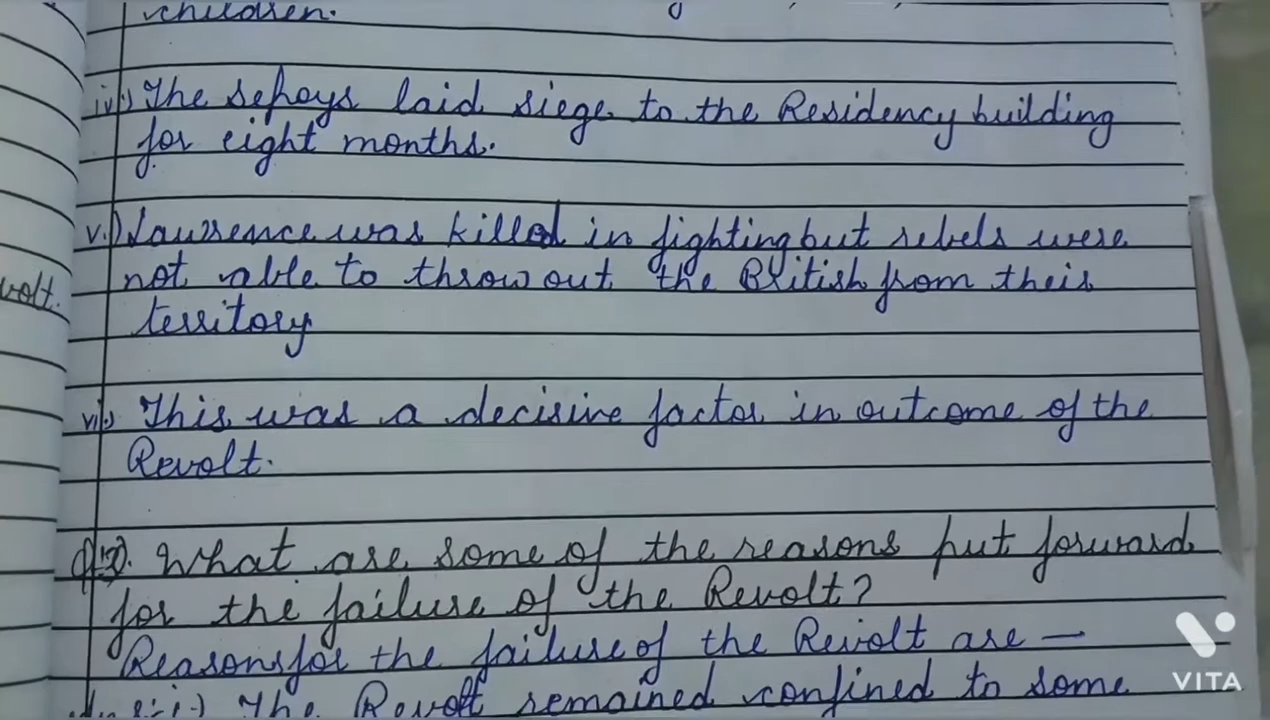 children.
iv) The sepoys laid siege to the Residency building
for eight months.
v.) Lawrence was killed in fighting but rebels were
not able to throw out the British from their
volt.
territory
vi) This was a decisive factor in outcome of the
Revolt.
What are some of the reasons put forward
for the failure of the Revolt?
Reasons for the failure of the Revolt are —
i) The Revolt remained confined to some
VITA